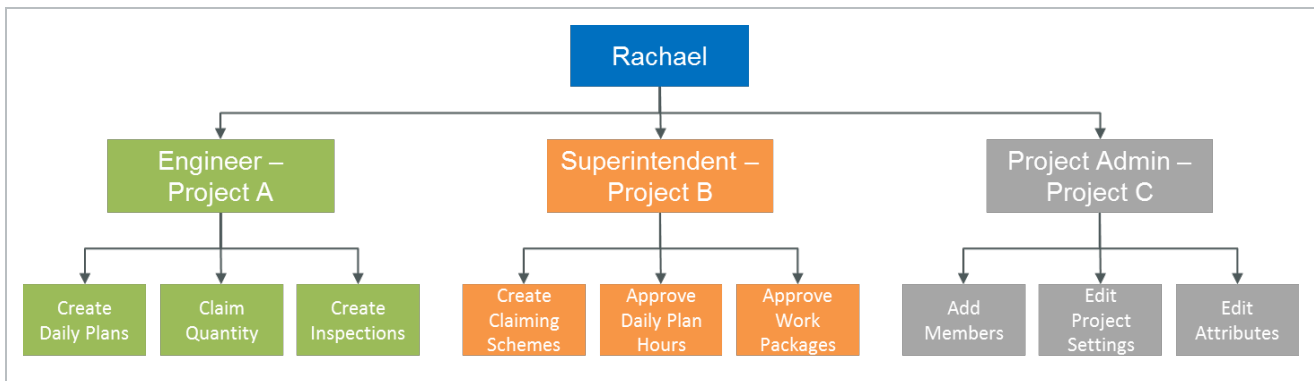 Rachael
Engineer –
Project A
Superintendent –
Project B
Project Admin –
Project C
Create
Daily Plans
Claim
Quantity
Create
Inspections
Create
Claiming
Schemes
Approve
Daily Plan
Hours
Approve
Work
Packages
Add
Members
Edit
Project
Settings
Edit
Attributes